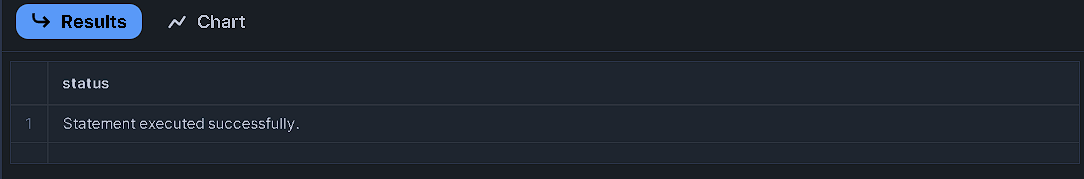 Results Chart
status
1 Statement executed successfully.